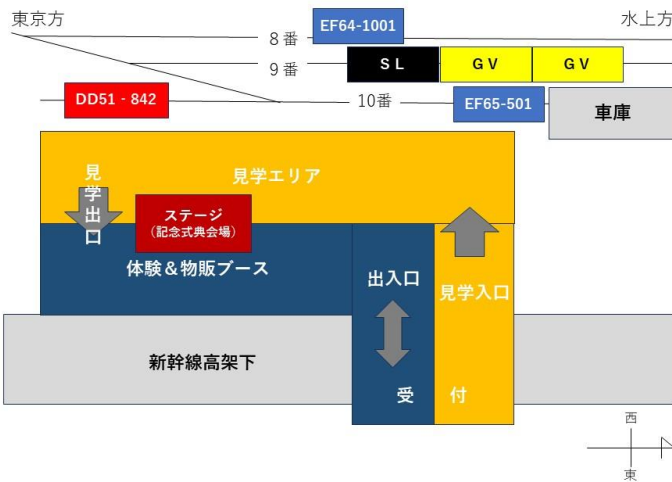 東京方
EF64-1001
水上方
8番
9番
SL
GV
GV
DD51‐842
10番
EF65-501
車庫
見学エリア
見学出口
ステージ
(記念式典会場)
体験&物販ブース
出入口
見学入口
新幹線高架下
受付
西
東